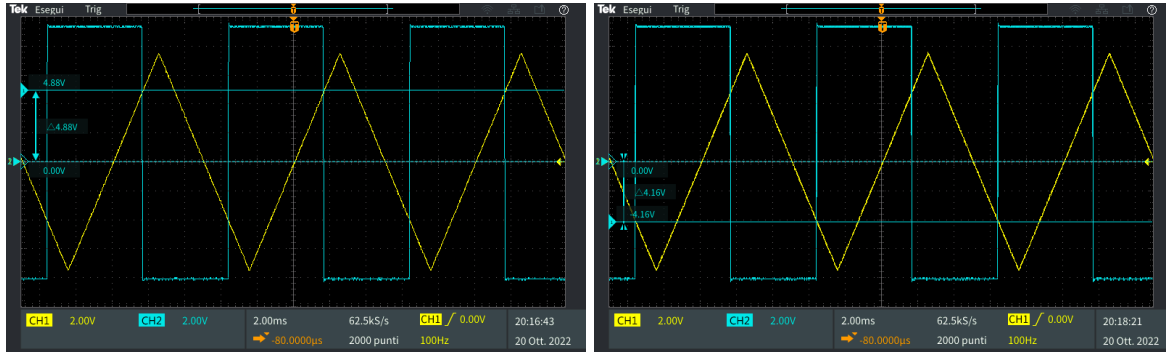 Tek Esegui Trig
T
4.88V
△4.88V
2
0.00V
CH1 2.00V CH2 2.00V 2.00ms 62.5kS/s CH1 0.00V 20:16:43
-80.0000µs 2000 punti 100Hz 20 Ott. 2022
Tek Esegui Trig
T
2
0.00V
△4.16V
-4.16V
CH1 2.00V CH2 2.00V 2.00ms 62.5kS/s CH1 0.00V 20:18:21
-80.0000µs 2000 punti 100Hz 20 Ott. 2022